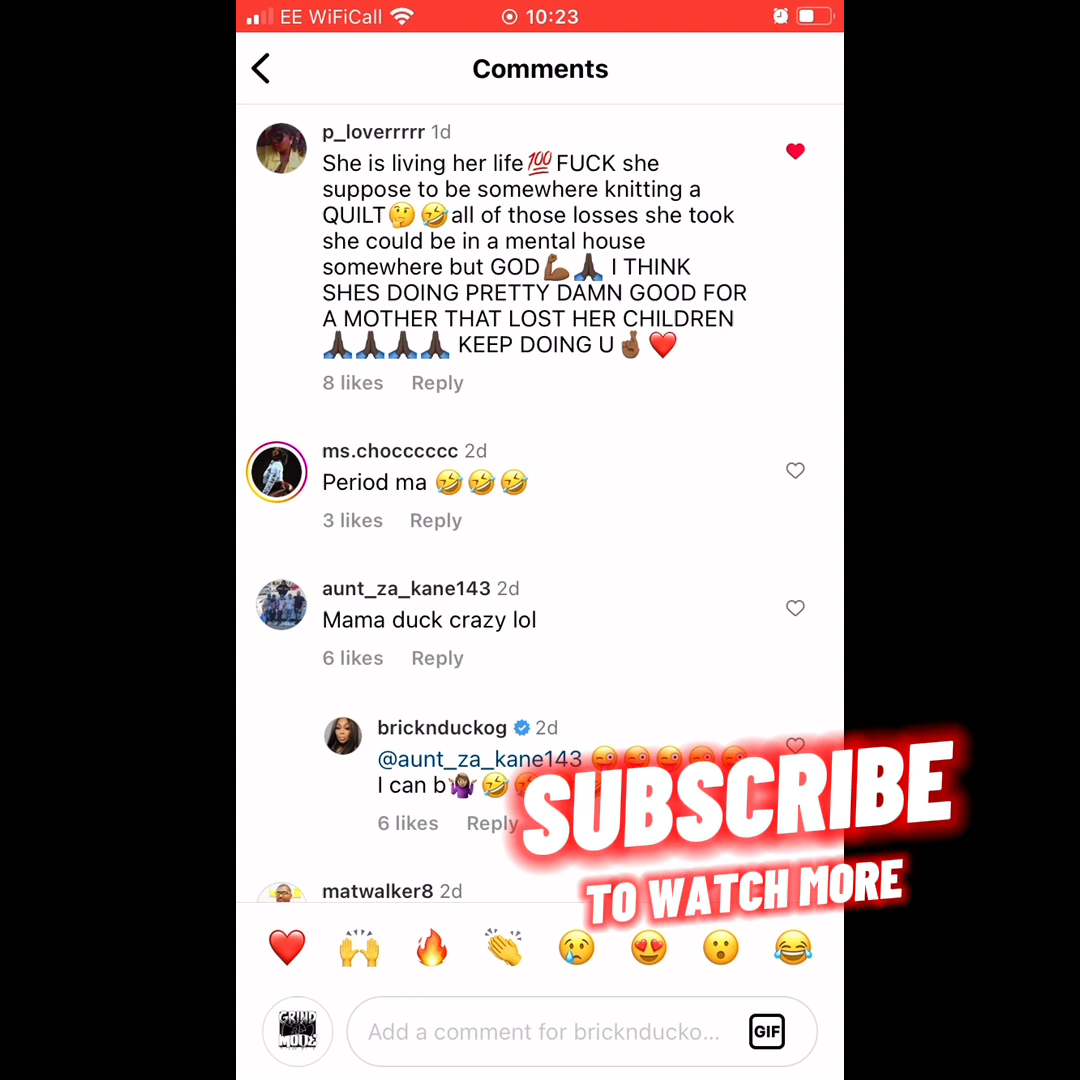 EE WiFiCall 10:23
Comments
p_loverrrrr 1d
She is living her life💯FUCK she
suppose to be somewhere knitting a
QUILT🤔🤣all of those losses she took
she could be in a mental house
somewhere but GOD💪🏾🙏🏿 I THINK
SHES DOING PRETTY DAMN GOOD FOR
A MOTHER THAT LOST HER CHILDREN
🙏🏿🙏🏿🙏🏿🙏🏿 KEEP DOING U🤞🏾❤️
8 likes Reply
ms.chocccccc 2d
Period ma 🤣🤣🤣
3 likes Reply
aunt_za_kane143 2d
Mama duck crazy lol
6 likes Reply
bricknduckog 2d
@aunt_za_kane143 😜😜😜😜😜
I can b🤷🏽‍♀️🤣
6 likes Reply
SUBSCRIBE
TO WATCH MORE
matwalker8 2d
GRIND
MODE
Add a comment for bricknducko...
GIF